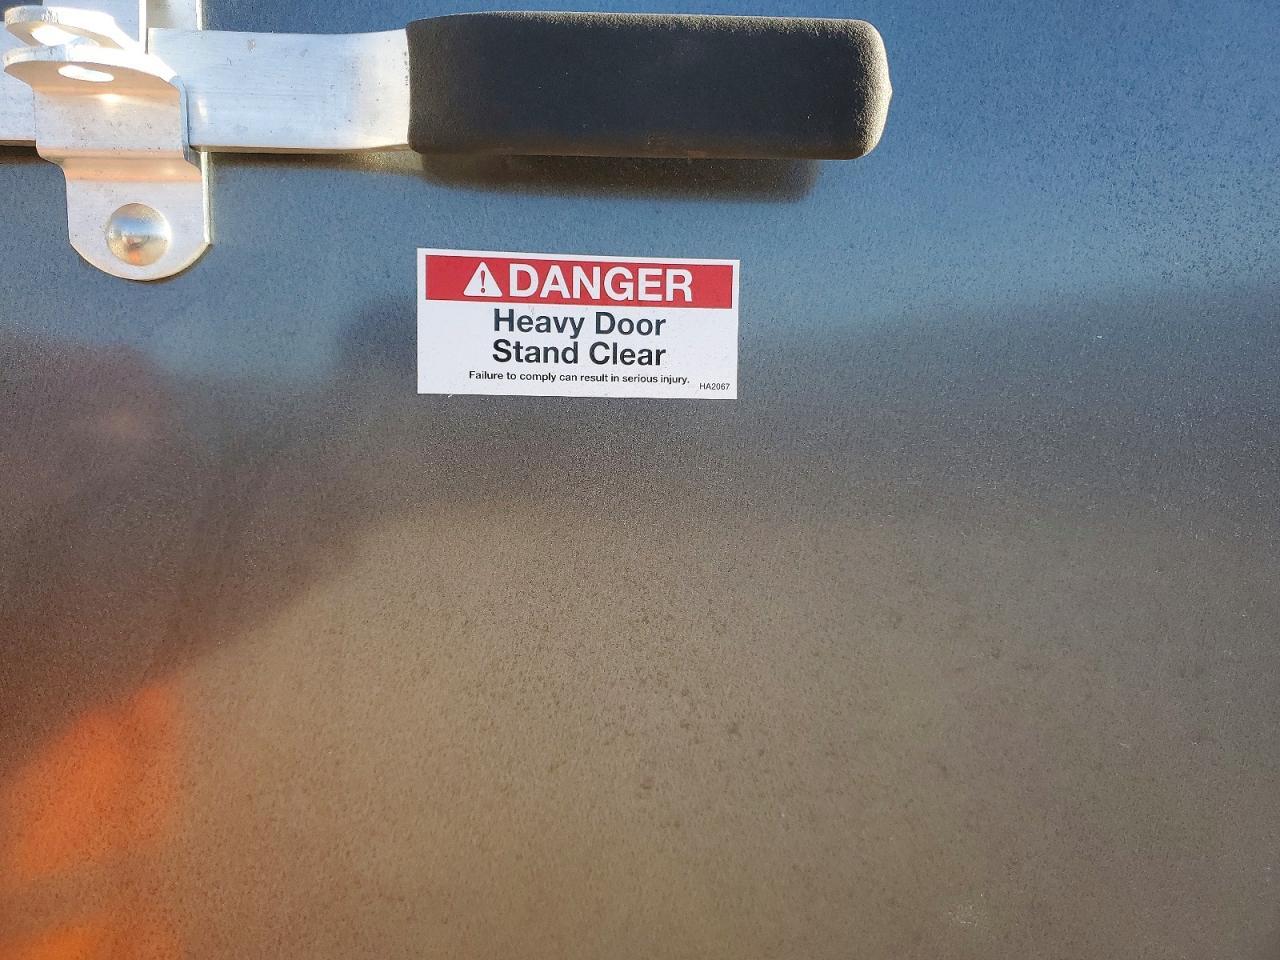 DANGER
Heavy Door
Stand Clear
Failure to comply can result in serious injury.
HA2067